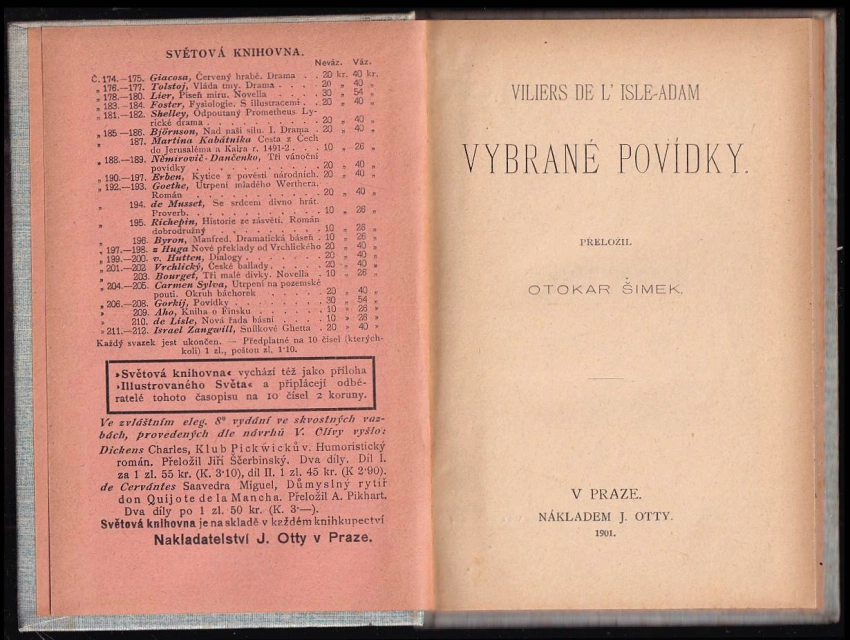 SVĚTOVÁ KNIHOVNA.
Neváz. Váz.
Č. 174.—175. Giacosa, Červený hrabě. Drama . . 20 kr. 40 kr.
„ 176.—177. Tolstoj, Vláda tmy. Drama . . . . 20 „ 40 „
„ 178.—180. Lier, Píseň míru. Novella . . . . 30 „ 54 „
„ 183.—184. Foster, Fysiologie. S Illustracemi . . 20 „ 40 „
„ 181.—182. Shelley, Odpoutaný Prometheus. Ly-
rické drama . . . . . . . . . . 20 „ 40 „
„ 185—186. Björnson, Nad naši sílu. I. Drama . 20 „ 40 „
187. Martina Kabátníka Cesta z Čech
do Jerusaléma a Kaira r. 1491-2 . . . 10 „ 26 „
„ 188.—189. Němirovič-Dančenko, Tři vánoční
povídky . . . . . . . . . . . 20 „ 40 „
„ 190.—197. Erben, Kytice z pověstí národních. 20 „ 40 „
„ 192.—193. Goethe, Utrpení mladého Werthera.
Román . . . . . . . . . . . 20 „ 40 „
194. de Musset, Se srdcem divno hrát.
Proverb. . . . . . . . . . . 10 „ 26 „
195. Richepin, Historie ze zásvětí. Román
dobrodružný . . . . . . . . . 10 „ 26 „
196. Byron, Manfred. Dramatická báseň . 10 „ 26 „
„ 197.—198. z Huga Nové překlady od Vrchlického 20 „ 40 „
„ 199.—200. v. Hutten, Dialogy . . . . . . . 20 „ 40 „
„ 201.—202. Vrchlický, České ballady. . . . . 20 „ 40 „
203. Bourget, Tři malé dívky. Novella . . 10 „ 26 „
„ 204.—205. Carmen Sylva, Utrpení na pozemské
pouti. Okruh báchorek . . . . . . 20 „ 40 „
„ 206.—208. Gorkij, Povídky . . . . . . . . 30 „ 54 „
„ 209. Aho, Kniha o Finsku . . . . . . 10 „ 26 „
„ 210. de Lisle, Nová řada básní . . . . 10 „ 26 „
„ 211.—212. Israel Zangwill, Snílkové Ghetta . 20 „ 40 „
Každý svazek jest ukončen. — Předplatné na 10 čísel (kterých-
koli) 1 zl., poštou zl. 1·10.
»Světová knihovna« vychází též jako příloha
»Illustrovaného Světa« a připlácejí odbě-
ratelé tohoto časopisu na 10 čísel 2 koruny.
Ve zvláštním eleg. 8° vydání ve skvostných vaz-
bách, provedených dle návrhů V. Olivy vyšlo:
Dickens Charles, Klub Pickwickův. Humoristický
román. Přeložil Jiří Ščerbinský. Dva díly. Díl I.
za 1 zl. 55 kr. (K 3·10), díl II. 1 zl. 45 kr. (K 2·90).
de Cervántes Saavedra Miguel, Důmyslný rytíř
don Quijote de la Mancha. Přeložil A. Pikhart.
Dva díly po 1 zl. 50 kr. (K. 3·—).
Světová knihovna je na skladě v každém knihkupectví
Nakladatelství J. Otty v Praze.
VILIERS DE L' ISLE-ADAM
VYBRANÉ POVÍDKY.
PŘELOŽIL
OTOKAR ŠIMEK.
V PRAZE.
NÁKLADEM J. OTTY.
1901.